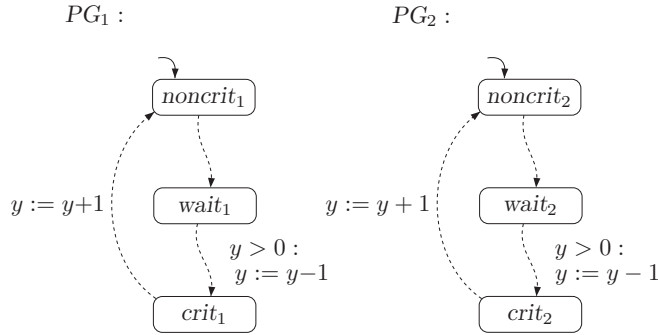 PG₁ : PG₂ :
noncrit₁ noncrit₂
y := y+1 wait₁ y := y + 1 wait₂
y > 0 : y > 0 :
y := y−1 y := y − 1
crit₁ crit₂